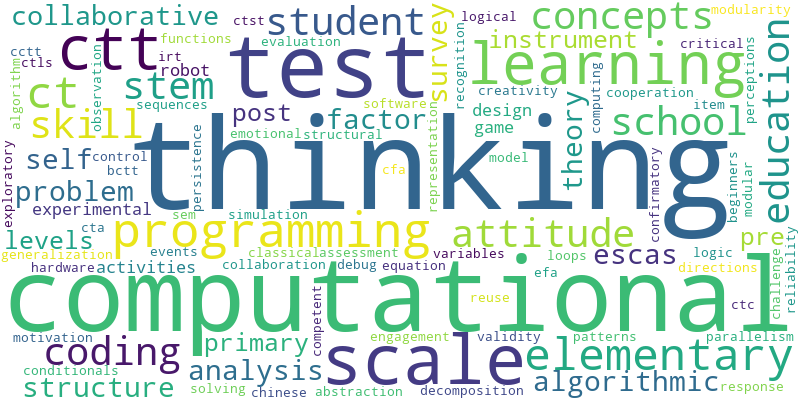 collaborative
ctst
student
logical
concepts
modularity
cctt
functions
ctt
evaluation
test
survey
instrument
critical
ctls
irt
robot
learning
recognition
algorithm
observation
stem
creativity
computing
cooperation
perceptions
education
ct
sequences
post
software
design
theory
item
skill
factor
game
school
emotional
structural
representation
thinking
exploratory
self
control
persistence
model
bctt
cfa
confirmatory
beginners
modular
problem
experimental
sem
simulation
cta
programming
attitude
pre
levels
events
classical
assessment
variables
escas
logic
reliability
generalization
hardware
activities
collaboration
debug
equation
efa
loops
directions
challenge
computational
reuse
ctc
motivation
coding
primary
competent
scale
engagement
validity
patterns
parallelism
elementary
conditionals
analysis
structure
solving
chinese
abstraction
decomposition
algorithmic
response